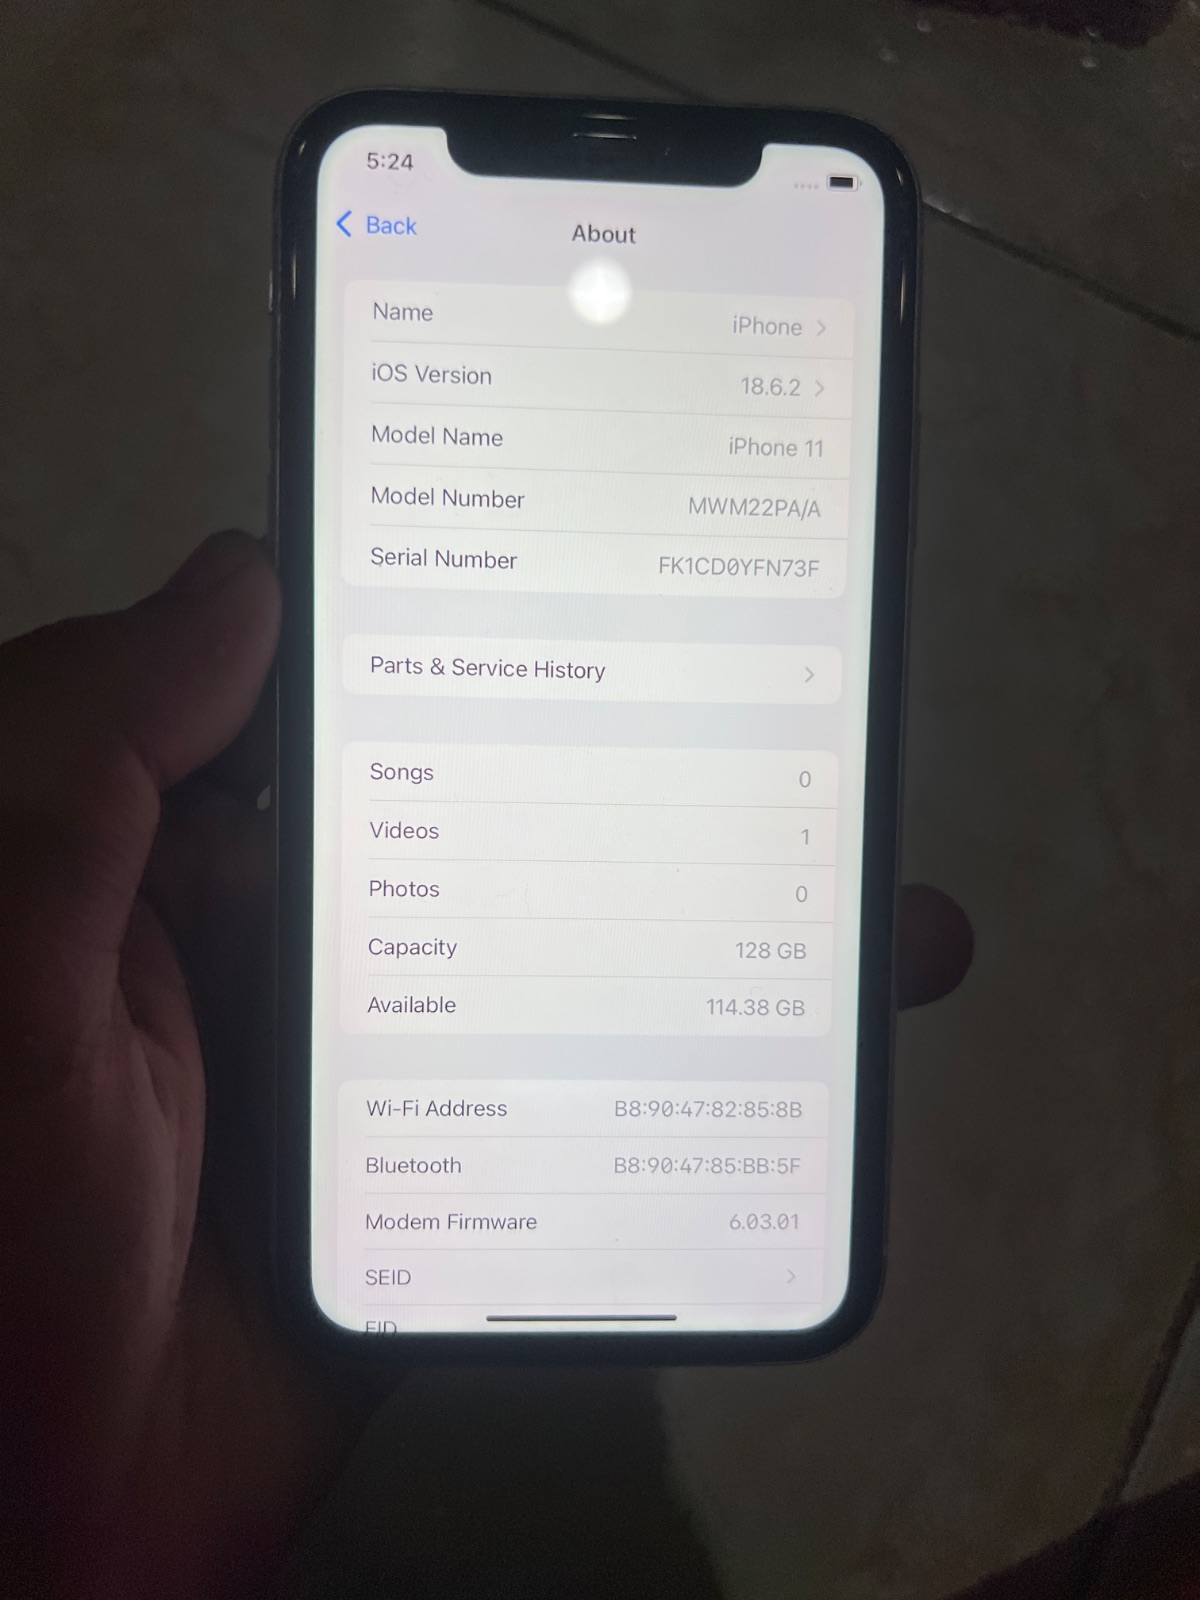 5:24
Back
About
Name
iPhone
iOS Version
18.6.2
Model Name
iPhone 11
Model Number
MWM22PA/A
Serial Number
FK1CD0YFN73F
Parts & Service History
Songs
0
Videos
1
Photos
0
Capacity
128 GB
Available
114.38 GB
Wi-Fi Address
B8:90:47:82:85:8B
Bluetooth
B8:90:47:85:BB:5F
Modem Firmware
6.03.01
SEID
EID